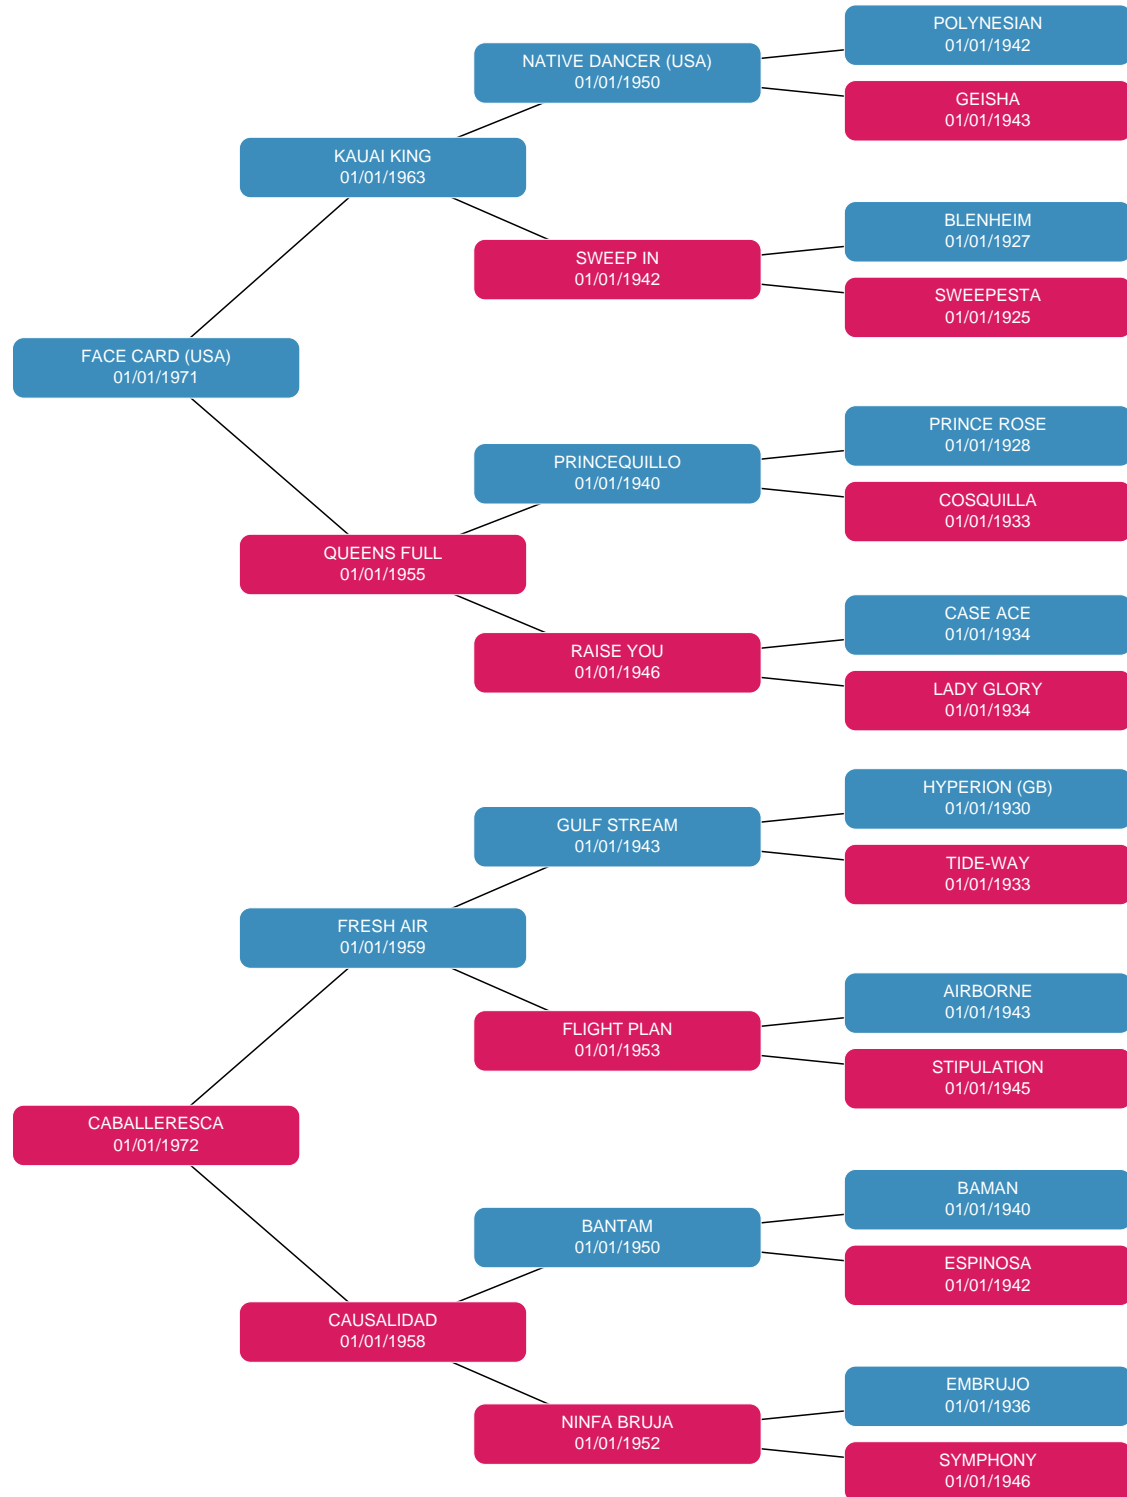 POLYNESIAN
01/01/1942
NATIVE DANCER (USA)
01/01/1950
GEISHA
01/01/1943
KAUAI KING
01/01/1963
BLENHEIM
01/01/1927
SWEEP IN
01/01/1942
SWEEPESTA
01/01/1925
FACE CARD (USA)
01/01/1971
PRINCE ROSE
01/01/1928
PRINCEQUILLO
01/01/1940
COSQUILLA
01/01/1933
QUEENS FULL
01/01/1955
CASE ACE
01/01/1934
RAISE YOU
01/01/1946
LADY GLORY
01/01/1934
HYPERION (GB)
01/01/1930
GULF STREAM
01/01/1943
TIDE-WAY
01/01/1933
FRESH AIR
01/01/1959
AIRBORNE
01/01/1943
FLIGHT PLAN
01/01/1953
STIPULATION
01/01/1945
CABALLERESCA
01/01/1972
BAMAN
01/01/1940
BANTAM
01/01/1950
ESPINOSA
01/01/1942
CAUSALIDAD
01/01/1958
EMBRUJO
01/01/1936
NINFA BRUJA
01/01/1952
SYMPHONY
01/01/1946